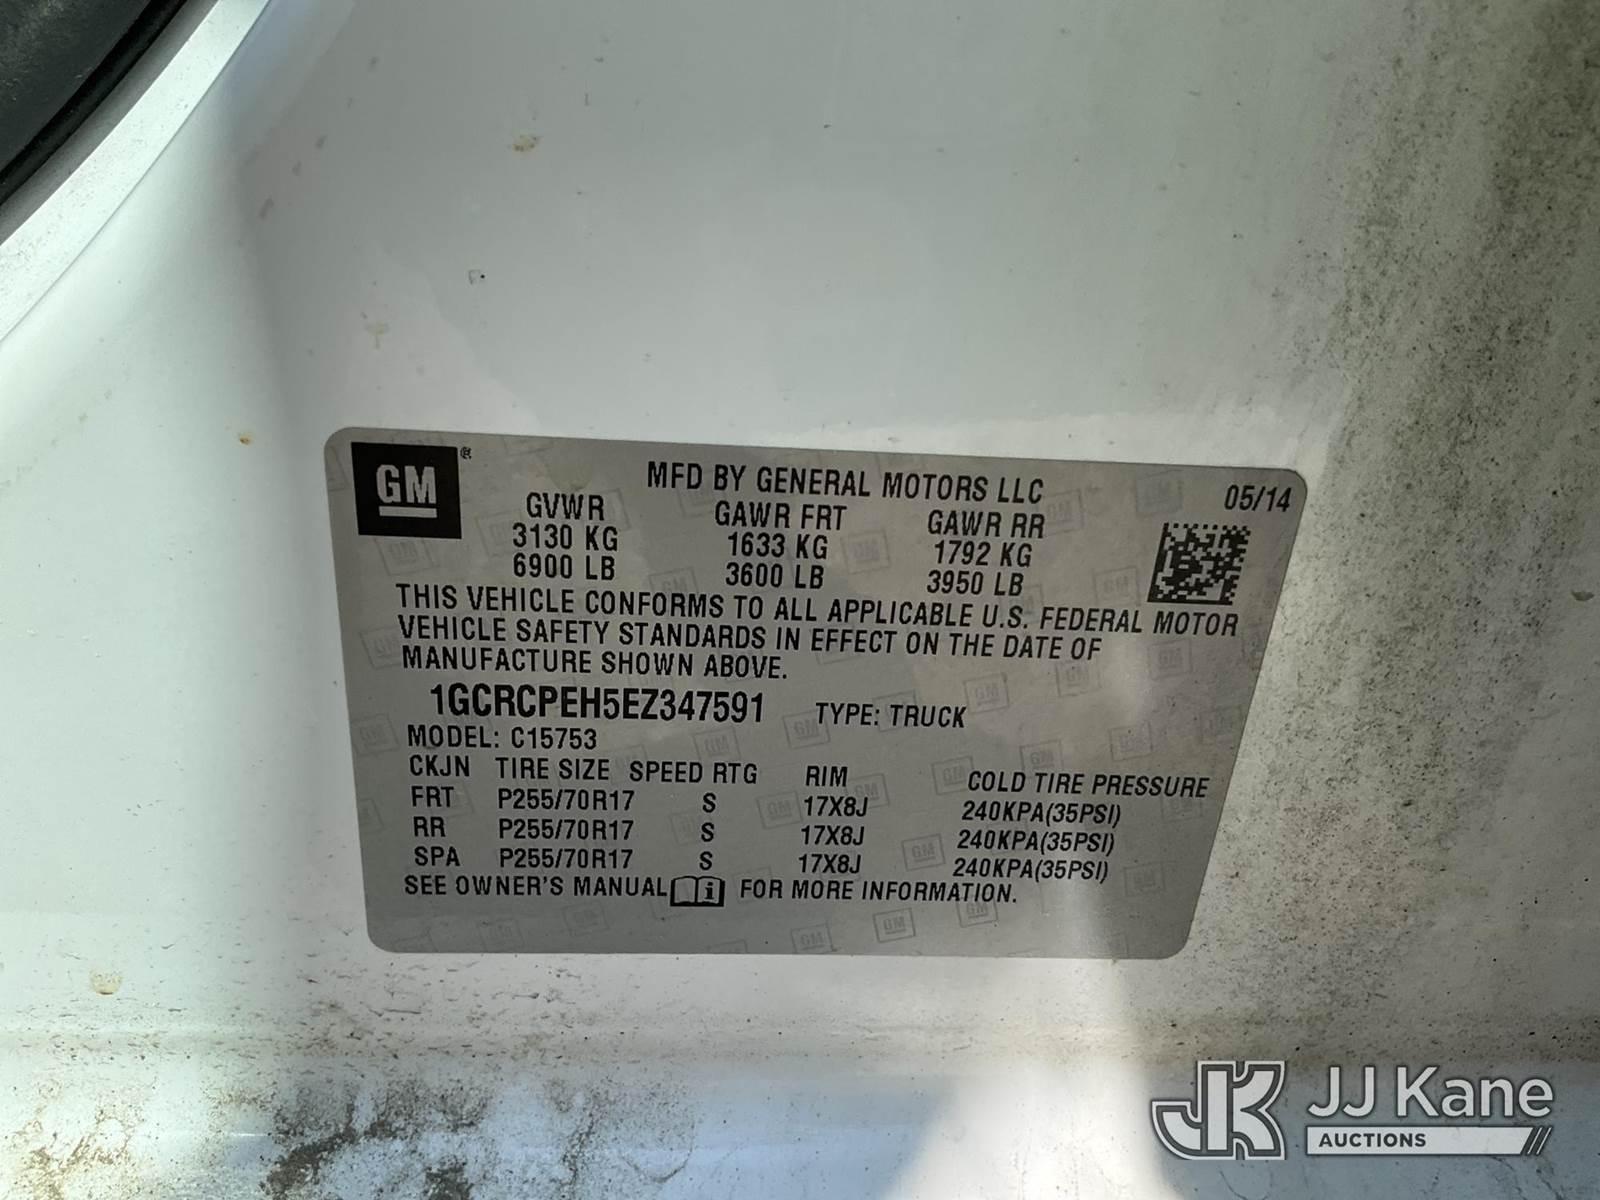 GM
MFD BY GENERAL MOTORS LLC 05/14
GVWR GAWR FRT GAWR RR
3130 KG 1633 KG 1792 KG
6900 LB 3600 LB 3950 LB
THIS VEHICLE CONFORMS TO ALL APPLICABLE U.S. FEDERAL MOTOR
VEHICLE SAFETY STANDARDS IN EFFECT ON THE DATE OF
MANUFACTURE SHOWN ABOVE.
1GCRCPEH5EZ347591 TYPE: TRUCK
MODEL: C15753
CKJN TIRE SIZE SPEED RTG RIM COLD TIRE PRESSURE
FRT P255/70R17 S 17X8J 240KPA(35PSI)
RR P255/70R17 S 17X8J 240KPA(35PSI)
SPA P255/70R17 S 17X8J 240KPA(35PSI)
SEE OWNER'S MANUAL FOR MORE INFORMATION.
JK JJ Kane
AUCTIONS